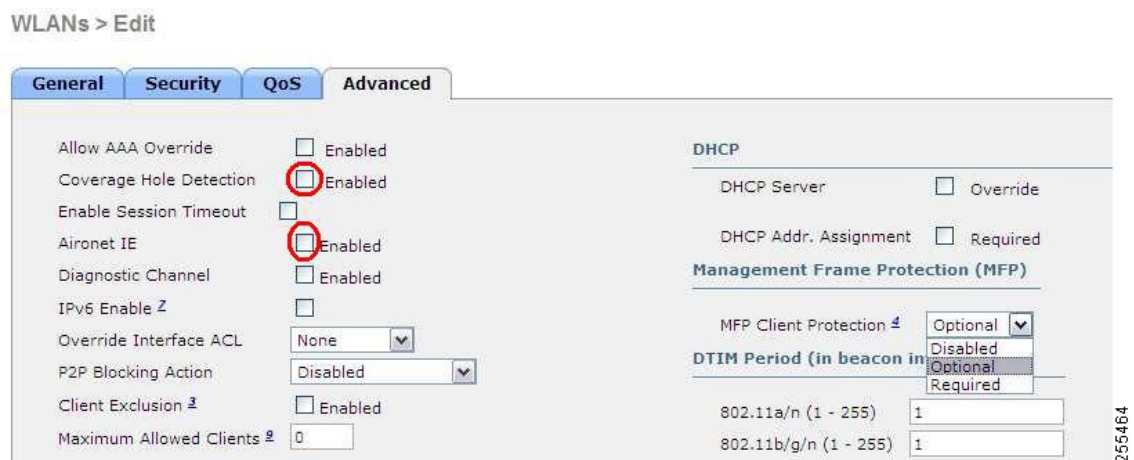 WLANs > Edit
General Security QoS Advanced
Allow AAA Override Enabled
Coverage Hole Detection Enabled
Enable Session Timeout
Aironet IE Enabled
Diagnostic Channel Enabled
IPv6 Enable 7
Override Interface ACL None
P2P Blocking Action Disabled
Client Exclusion 3 Enabled
Maximum Allowed Clients 9 0
DHCP
DHCP Server Override
DHCP Addr. Assignment Required
Management Frame Protection (MFP)
MFP Client Protection 4 Optional
Disabled
Optional
Required
DTIM Period (in beacon in
802.11a/n (1 - 255) 1
802.11b/g/n (1 - 255) 1
255464